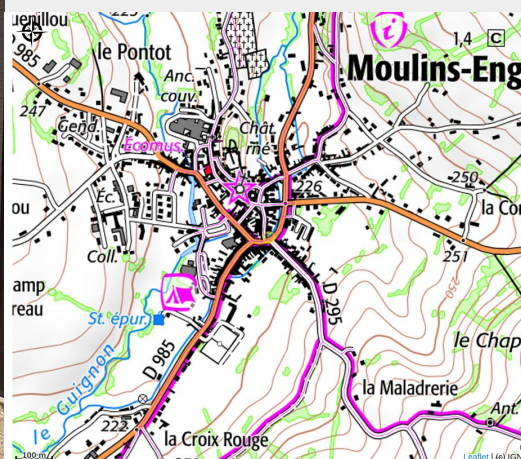 le Pontot
1,4 C
D 985
Moulins-Eng
Anc.
couv.
247
Gend.
Chât
Ecomus.
226
250
Éc.
ou
la Co
Coll.
251
amp
reau
250
St. épur.
D 295
le Chap
D 985
le Guignon
la Maladrerie
Ant.
222
la Croix Rouge
100 m
Leaflet | (c) IGN